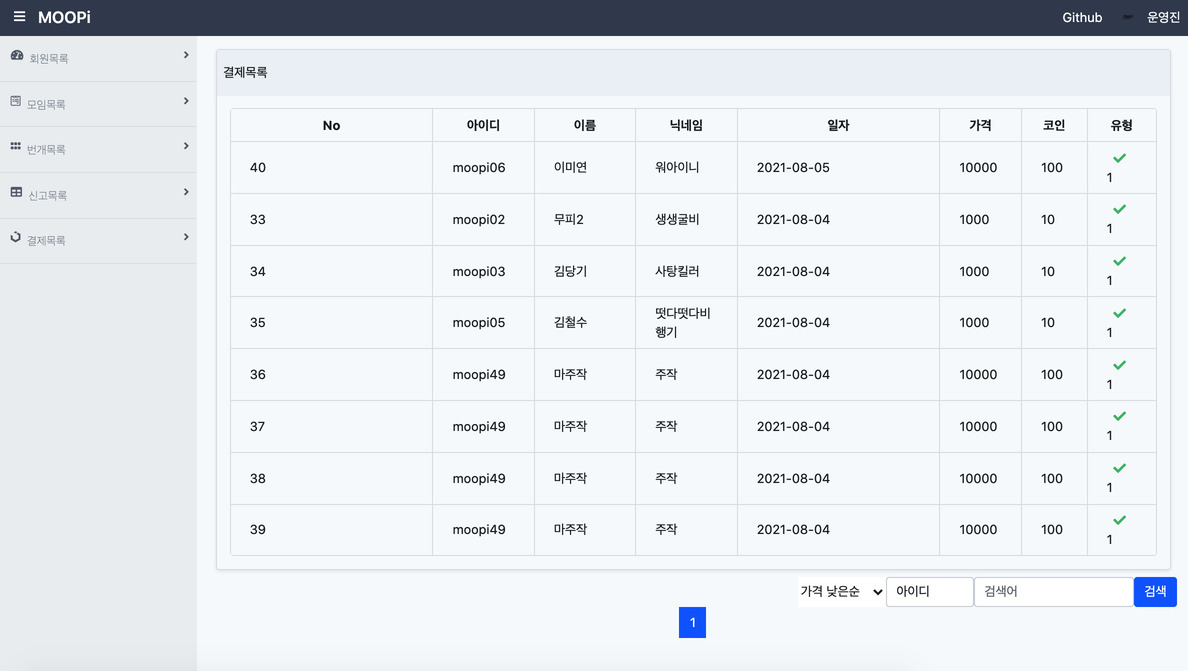 MOOPi Github 운영진
회원목록
모임목록
번개목록
신고목록
결제목록
결제목록
No 아이디 이름 닉네임 일자 가격 코인 유형
40 moopi06 이미연 워아이니 2021-08-05 10000 100 1
33 moopi02 무피2 생생굴비 2021-08-04 1000 10 1
34 moopi03 김당기 사탕킬러 2021-08-04 1000 10 1
35 moopi05 김철수 떳다떳다비 2021-08-04 1000 10 1
행기
36 moopi49 마주작 주작 2021-08-04 10000 100 1
37 moopi49 마주작 주작 2021-08-04 10000 100 1
38 moopi49 마주작 주작 2021-08-04 10000 100 1
39 moopi49 마주작 주작 2021-08-04 10000 100 1
가격 낮은순 아이디 검색어 검색
1